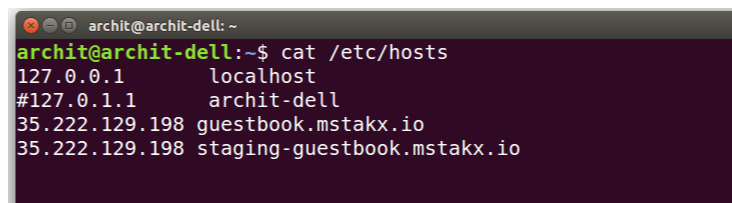 archit@archit-dell: ~
archit@archit-dell:~$ cat /etc/hosts
127.0.0.1       localhost
#127.0.1.1      archit-dell
35.222.129.198 guestbook.mstakx.io
35.222.129.198 staging-guestbook.mstakx.io